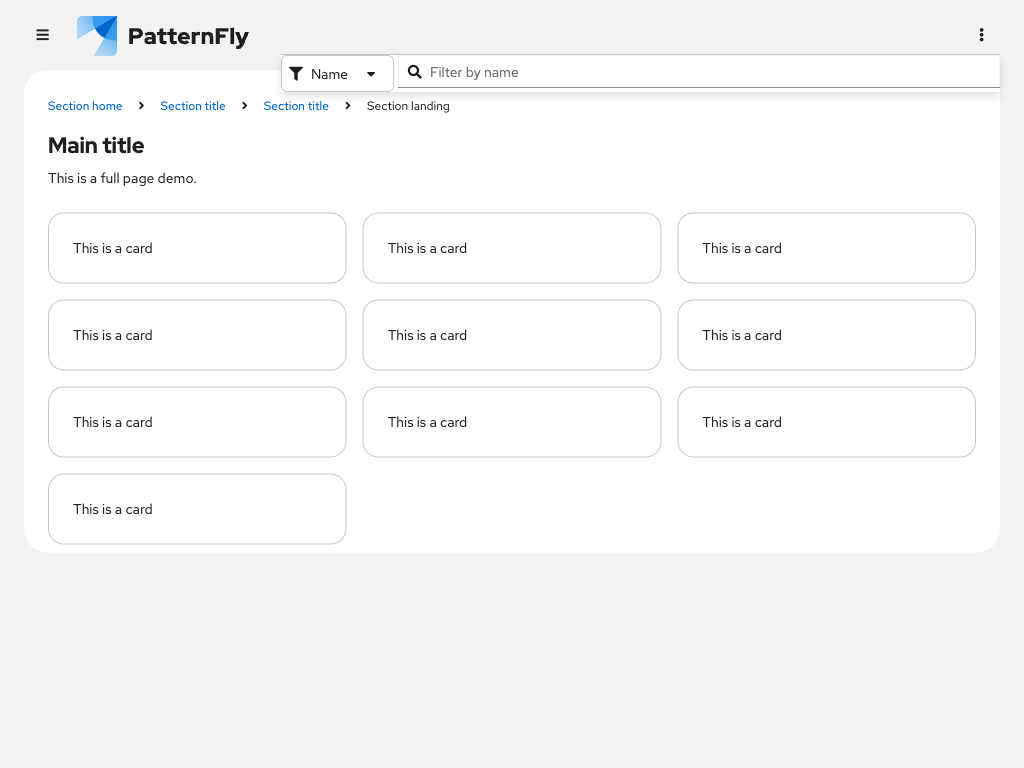 PatternFly
Name
Filter by name
Section home Section title Section title Section landing
Main title
This is a full page demo.
This is a card This is a card This is a card
This is a card This is a card This is a card
This is a card This is a card This is a card
This is a card